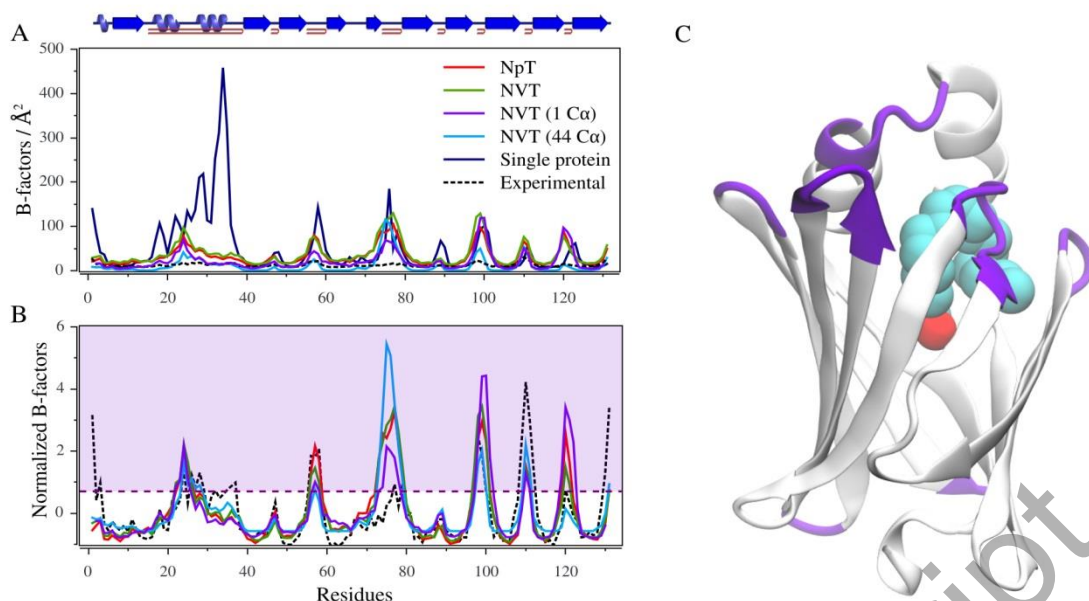 A
C
B-factors / Å²
500
400
300
200
100
0
NpT
NVT
NVT (1 Cα)
NVT (44 Cα)
Single protein
Experimental
0
20
40
60
80
100
120
B
Normalized B-factors
6
4
2
0
0
20
40
60
80
100
120
Residues
ipt